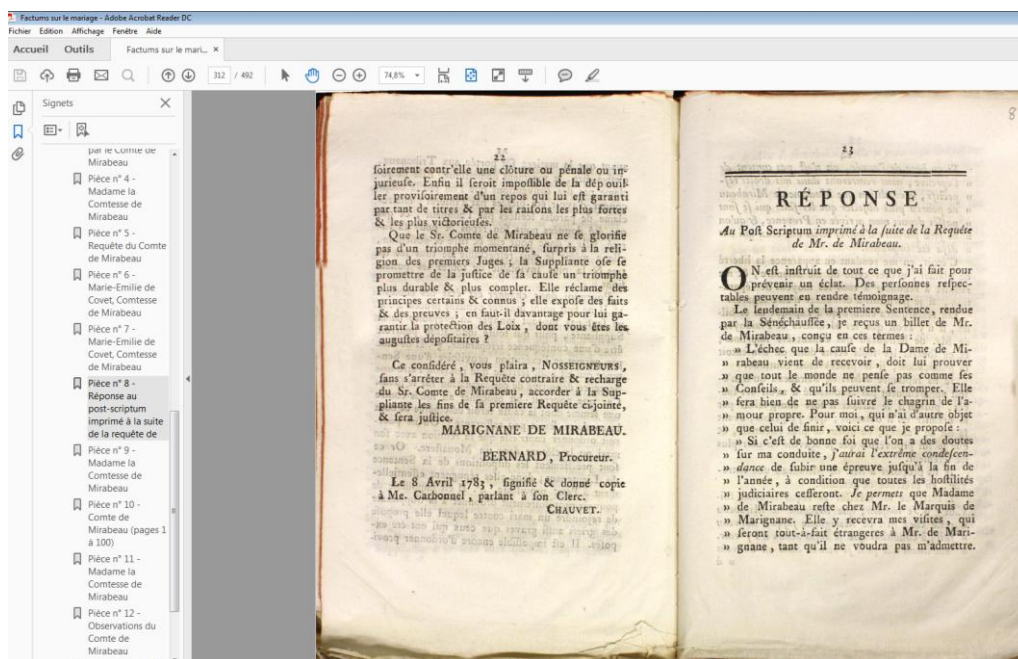 Factums sur le mariage - Adobe Acrobat Reader DC
Fichier Edition Affichage Fenêtre Aide
Accueil Outils Factums sur le mari... ×
312 / 492 74,8%
Signets
par le Comte de
Mirabeau
Pièce n° 4 -
Madame la
Comtesse de
Mirabeau
Pièce n° 5 -
Requête du Comte
de Mirabeau
Pièce n° 6 -
Marie-Emilie de
Covet, Comtesse
de Mirabeau
Pièce n° 7 -
Marie-Emilie de
Covet, Comtesse
de Mirabeau
Pièce n° 8 -
Réponse au
post-scriptum
imprimé à la suite
de la requête de
Pièce n° 9 -
Madame la
Comtesse de
Mirabeau
Pièce n° 10 -
Comte de
Mirabeau (pages 1
à 100)
Pièce n° 11 -
Madame la
Comtesse de
Mirabeau
Pièce n° 12 -
Observations du
Comte de
Mirabeau
22
soirement contr'elle une clôture ou pénale ou in-
jurieuse. Enfin il seroit impossible de la dépouil-
ler provisoirement d'un repos qui lui est garanti
par tant de titres & par les raisons les plus fortes
& les plus victorieuses.
Que le Sr. Comte de Mirabeau ne se glorifie
pas d'un triomphe momentané, surpris à la reli-
gion des premiers Juges ; la Suppliante ose se
promettre de la justice de sa cause un triomphe
plus durable & plus complet. Elle réclame des
principes certains & connus ; elle expose des faits
& des preuves ; en faut-il davantage pour lui ga-
rantir la protection des Loix, dont vous êtes les
augustes dépositaires ?
Ce considéré, vous plaira, NOSSEIGNEURS,
sans s'arrêter à la Requête contraire & recharge
du Sr. Comte de Mirabeau, accorder à la Sup-
pliante les fins de sa premiere Requête ci-jointe,
& sera justice.
MARIGNANE DE MIRABEAU.
BERNARD, Procureur.
Le 8 Avril 1783, signifié & donné copie
à Me. Carbonnel, parlant à son Clerc.
CHAUVET.
8
23
RÉPONSE
Au Post Scriptum imprimé à la suite de la Requête
de Mr. de Mirabeau.
ON est instruit de tout ce que j'ai fait pour
prévenir un éclat. Des personnes respec-
tables peuvent en rendre témoignage.
Le lendemain de la premiere Sentence, rendue
par la Sénéchaussée, je reçus un billet de Mr.
de Mirabeau, conçu en ces termes :
» L'échec que la cause de la Dame de Mi-
» rabeau vient de recevoir, doit lui prouver
» que tout le monde ne pense pas comme ses
» Conseils, & qu'ils peuvent se tromper. Elle
» fera bien de ne pas suivre le chagrin de l'a-
» mour propre. Pour moi, qui n'ai d'autre objet
» que celui de finir, voici ce que je propose :
» Si c'est de bonne foi que l'on a des doutes
» sur ma conduite, j'aurai l'extrême condescen-
» dance de subir une épreuve jusqu'à la fin de
» l'année, à condition que toutes les hostilités
» judiciaires cesseront. Je permets que Madame
» de Mirabeau reste chez Mr. le Marquis de
» Marignane. Elle y recevra mes visites, qui
» seront tout-à-fait étrangeres à Mr. de Mari-
» gnane, tant qu'il ne voudra pas m'admettre.